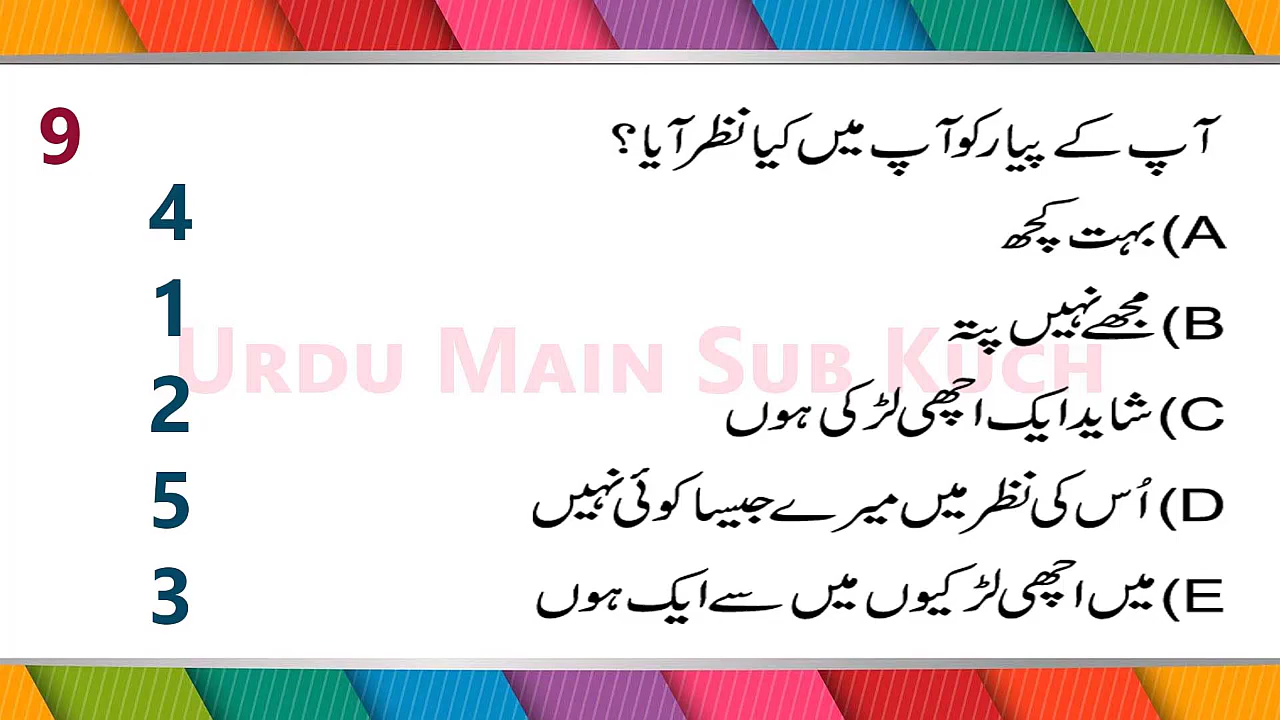 9 آپ کے پیار کو آپ میں کیا نظر آیا؟
A) بہت کچھ 4
B) مجھے نہیں پتہ 1
URDU MAIN SUB KUCH
C) شاید ایک اچھی لڑکی ہوں 2
D) اُس کی نظر میں میرے جیسا کوئی نہیں 5
E) میں اچھی لڑکیوں میں سے ایک ہوں 3